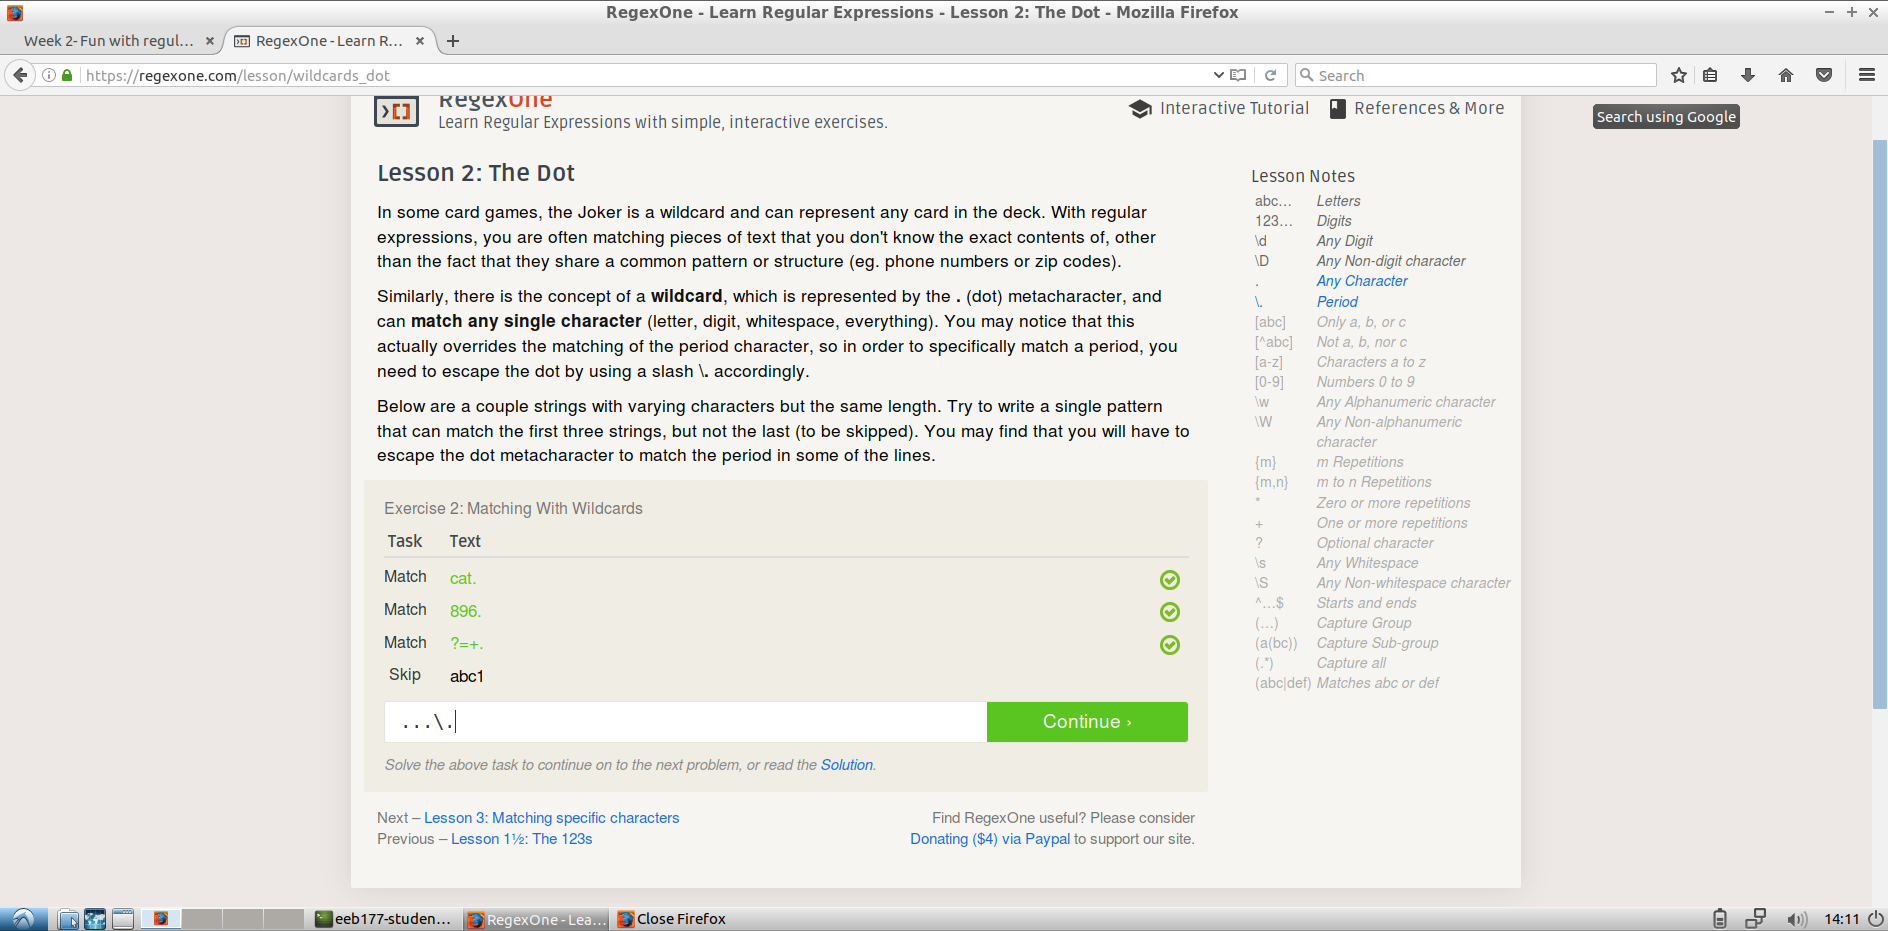 RegexOne - Learn Regular Expressions - Lesson 2: The Dot - Mozilla Firefox
Week 2- Fun with regul...
RegexOne - Learn R...
https://regexone.com/lesson/wildcards_dot
Search
RegexOne
Learn Regular Expressions with simple, interactive exercises.
Interactive Tutorial
References & More
Search using Google
Lesson 2: The Dot
In some card games, the Joker is a wildcard and can represent any card in the deck. With regular
expressions, you are often matching pieces of text that you don't know the exact contents of, other
than the fact that they share a common pattern or structure (eg. phone numbers or zip codes).
Similarly, there is the concept of a wildcard, which is represented by the . (dot) metacharacter, and
can match any single character (letter, digit, whitespace, everything). You may notice that this
actually overrides the matching of the period character, so in order to specifically match a period, you
need to escape the dot by using a slash \. accordingly.
Below are a couple strings with varying characters but the same length. Try to write a single pattern
that can match the first three strings, but not the last (to be skipped). You may find that you will have to
escape the dot metacharacter to match the period in some of the lines.
Exercise 2: Matching With Wildcards
Task Text
Match cat.
Match 896.
Match ?=+.
Skip abc1
...\.
Continue ›
Solve the above task to continue on to the next problem, or read the Solution.
Next – Lesson 3: Matching specific characters
Previous – Lesson 1½: The 123s
Find RegexOne useful? Please consider
Donating ($4) via Paypal to support our site.
Lesson Notes
abc... Letters
123... Digits
\d Any Digit
\D Any Non-digit character
. Any Character
\. Period
[abc] Only a, b, or c
[^abc] Not a, b, nor c
[a-z] Characters a to z
[0-9] Numbers 0 to 9
\w Any Alphanumeric character
\W Any Non-alphanumeric
character
{m} m Repetitions
{m,n} m to n Repetitions
* Zero or more repetitions
+ One or more repetitions
? Optional character
\s Any Whitespace
\S Any Non-whitespace character
^...$ Starts and ends
(...) Capture Group
(a(bc)) Capture Sub-group
(.*) Capture all
(abc|def) Matches abc or def
eeb177-studen...
RegexOne - Lea...
Close Firefox
14:11